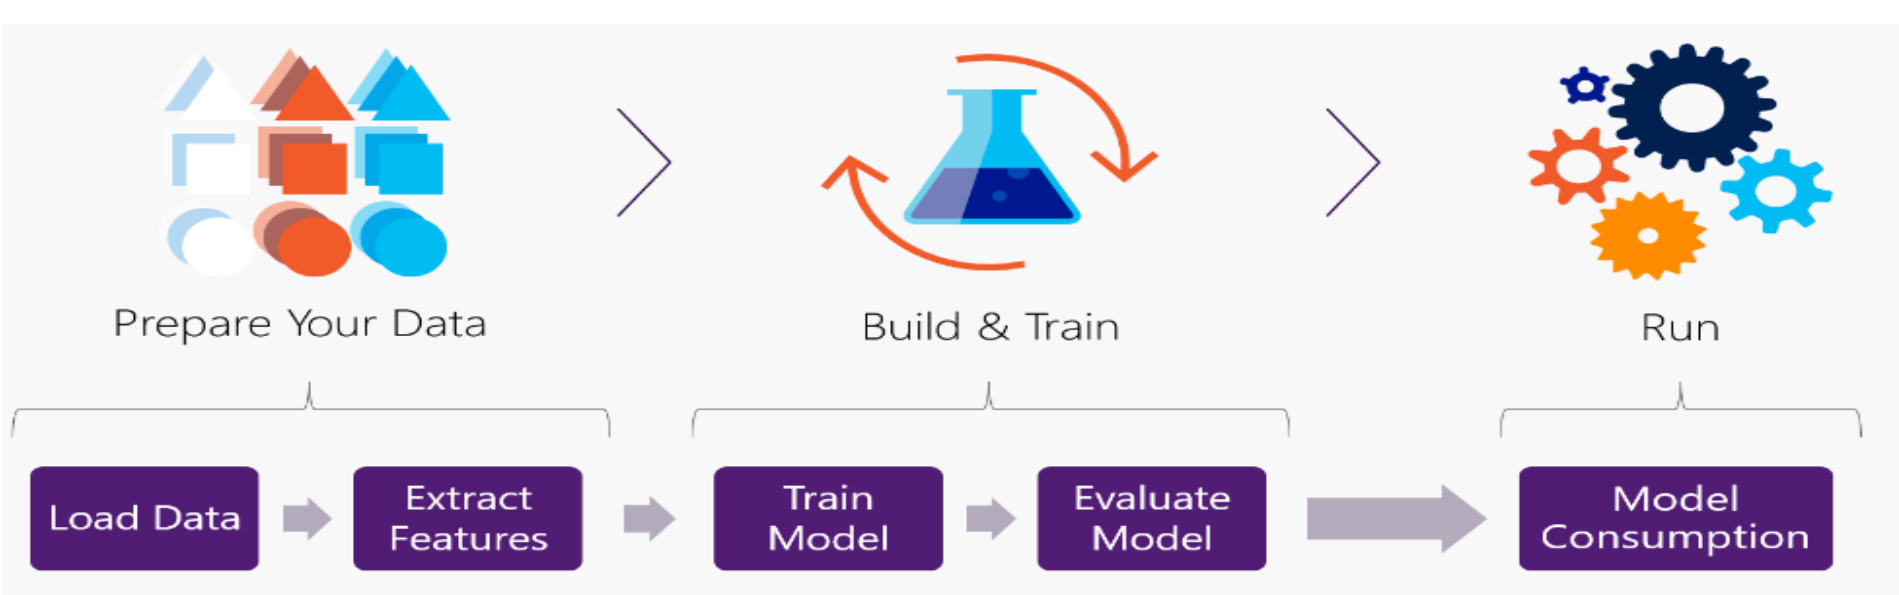 Prepare Your Data
Build & Train
Run
Load Data
Extract
Features
Train
Model
Evaluate
Model
Model
Consumption